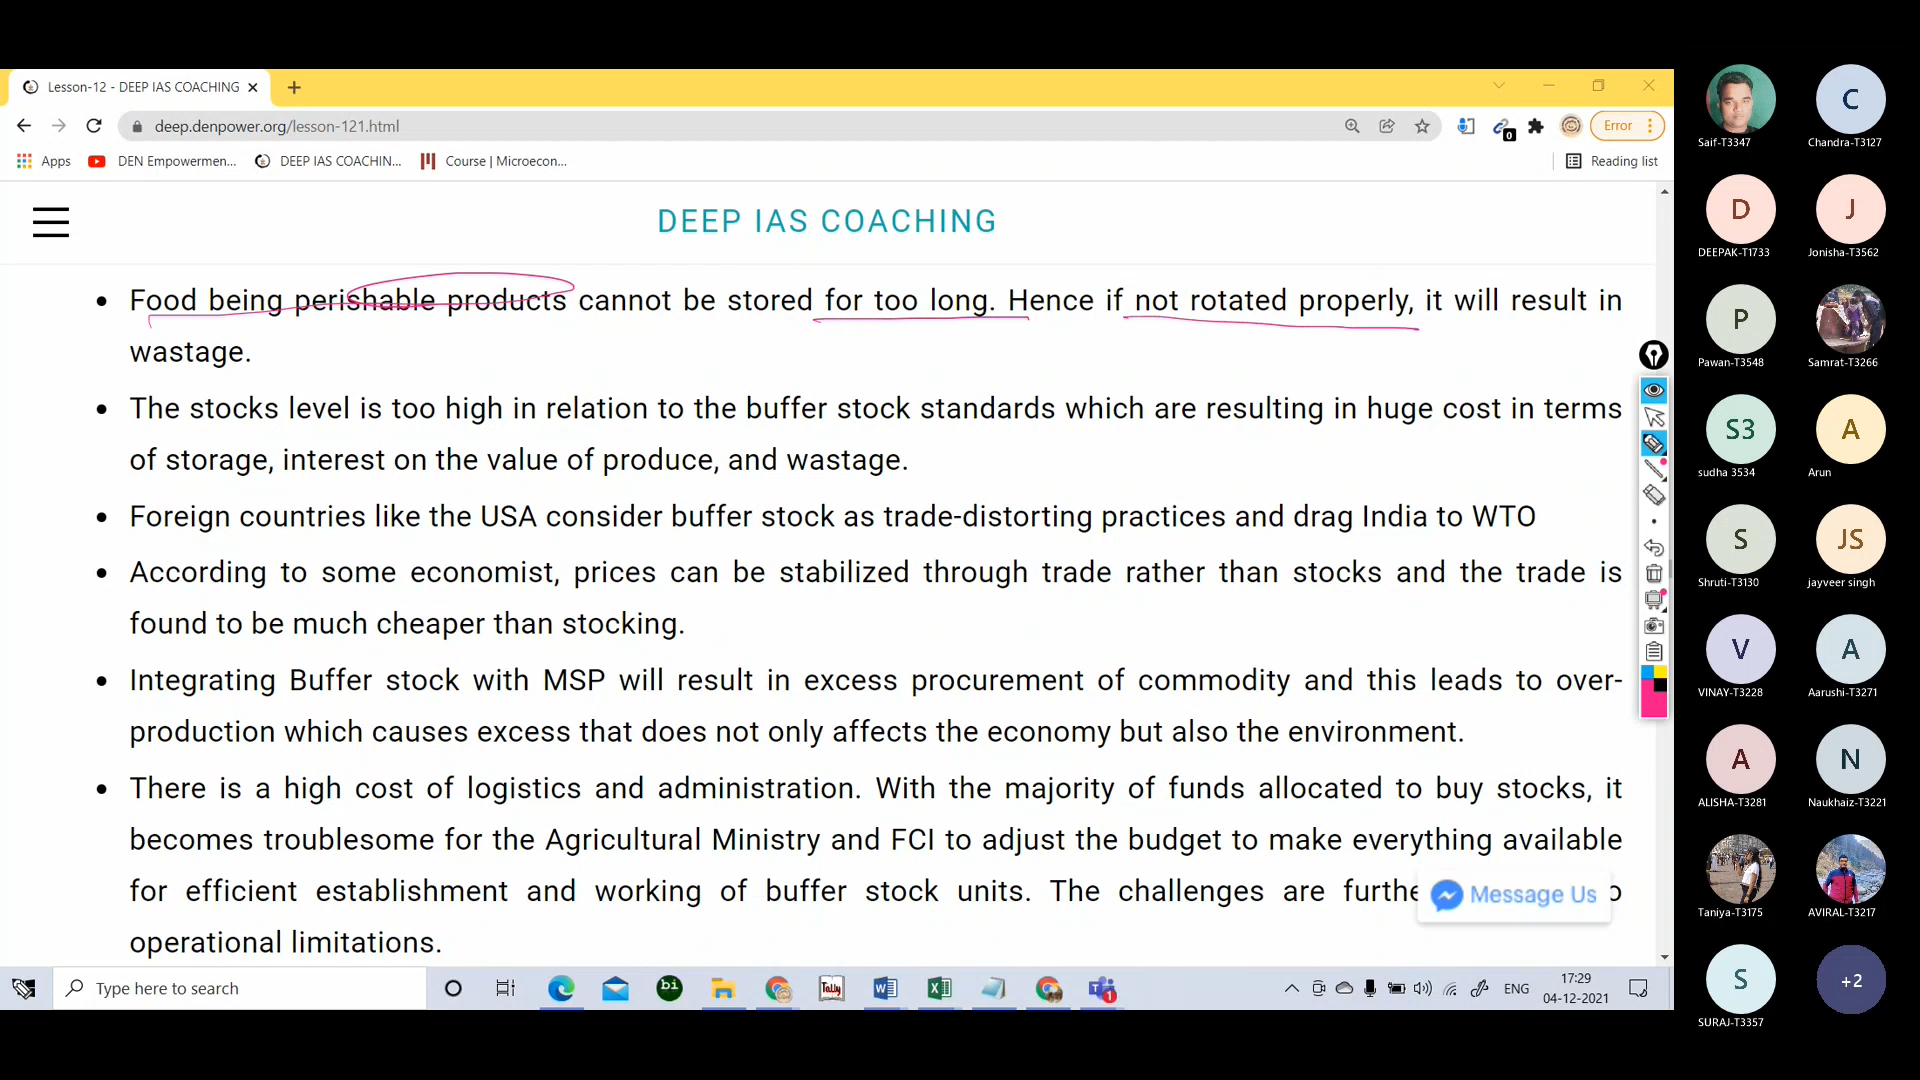 Lesson-12 - DEEP IAS COACHING
deep.denpower.org/lesson-121.html
0
Error
Apps
DEN Empowermen...
DEEP IAS COACHIN...
Course | Microecon...
Reading list
DEEP IAS COACHING
Food being perishable products cannot be stored for too long. Hence if not rotated properly, it will result in
wastage.
The stocks level is too high in relation to the buffer stock standards which are resulting in huge cost in terms
of storage, interest on the value of produce, and wastage.
Foreign countries like the USA consider buffer stock as trade-distorting practices and drag India to WTO
According to some economist, prices can be stabilized through trade rather than stocks and the trade is
found to be much cheaper than stocking.
Integrating Buffer stock with MSP will result in excess procurement of commodity and this leads to over-
production which causes excess that does not only affects the economy but also the environment.
There is a high cost of logistics and administration. With the majority of funds allocated to buy stocks, it
becomes troublesome for the Agricultural Ministry and FCI to adjust the budget to make everything available
for efficient establishment and working of buffer stock units. The challenges are
operational limitations.
Message Us
Type here to search
bi
Tally
1
ENG
17:29
04-12-2021
Saif-T3347
C
Chandra-T3127
D
DEEPAK-T1733
J
Jonisha-T3562
P
Pawan-T3548
Samrat-T3266
S3
sudha 3534
A
Arun
S
Shruti-T3130
JS
jayveer singh
V
VINAY-T3228
A
Aarushi-T3271
A
ALISHA-T3281
N
Naukhaiz-T3221
Taniya-T3175
AVIRAL-T3217
S
SURAJ-T3357
+2